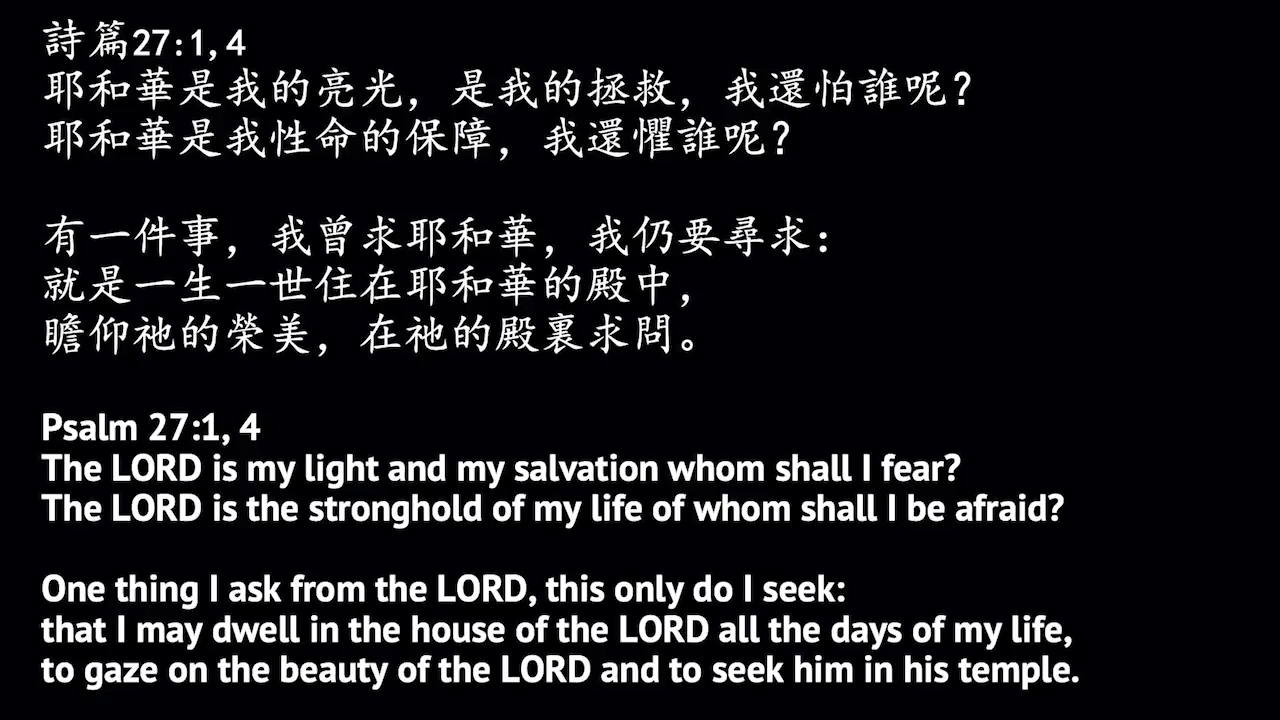 詩篇27:1, 4
耶和華是我的亮光，是我的拯救，我還怕誰呢？
耶和華是我性命的保障，我還懼誰呢？
有一件事，我曾求耶和華，我仍要尋求：
就是一生一世住在耶和華的殿中，
瞻仰祂的榮美，在祂的殿裏求問。
Psalm 27:1, 4
The LORD is my light and my salvation whom shall I fear?
The LORD is the stronghold of my life of whom shall I be afraid?
One thing I ask from the LORD, this only do I seek:
that I may dwell in the house of the LORD all the days of my life,
to gaze on the beauty of the LORD and to seek him in his temple.